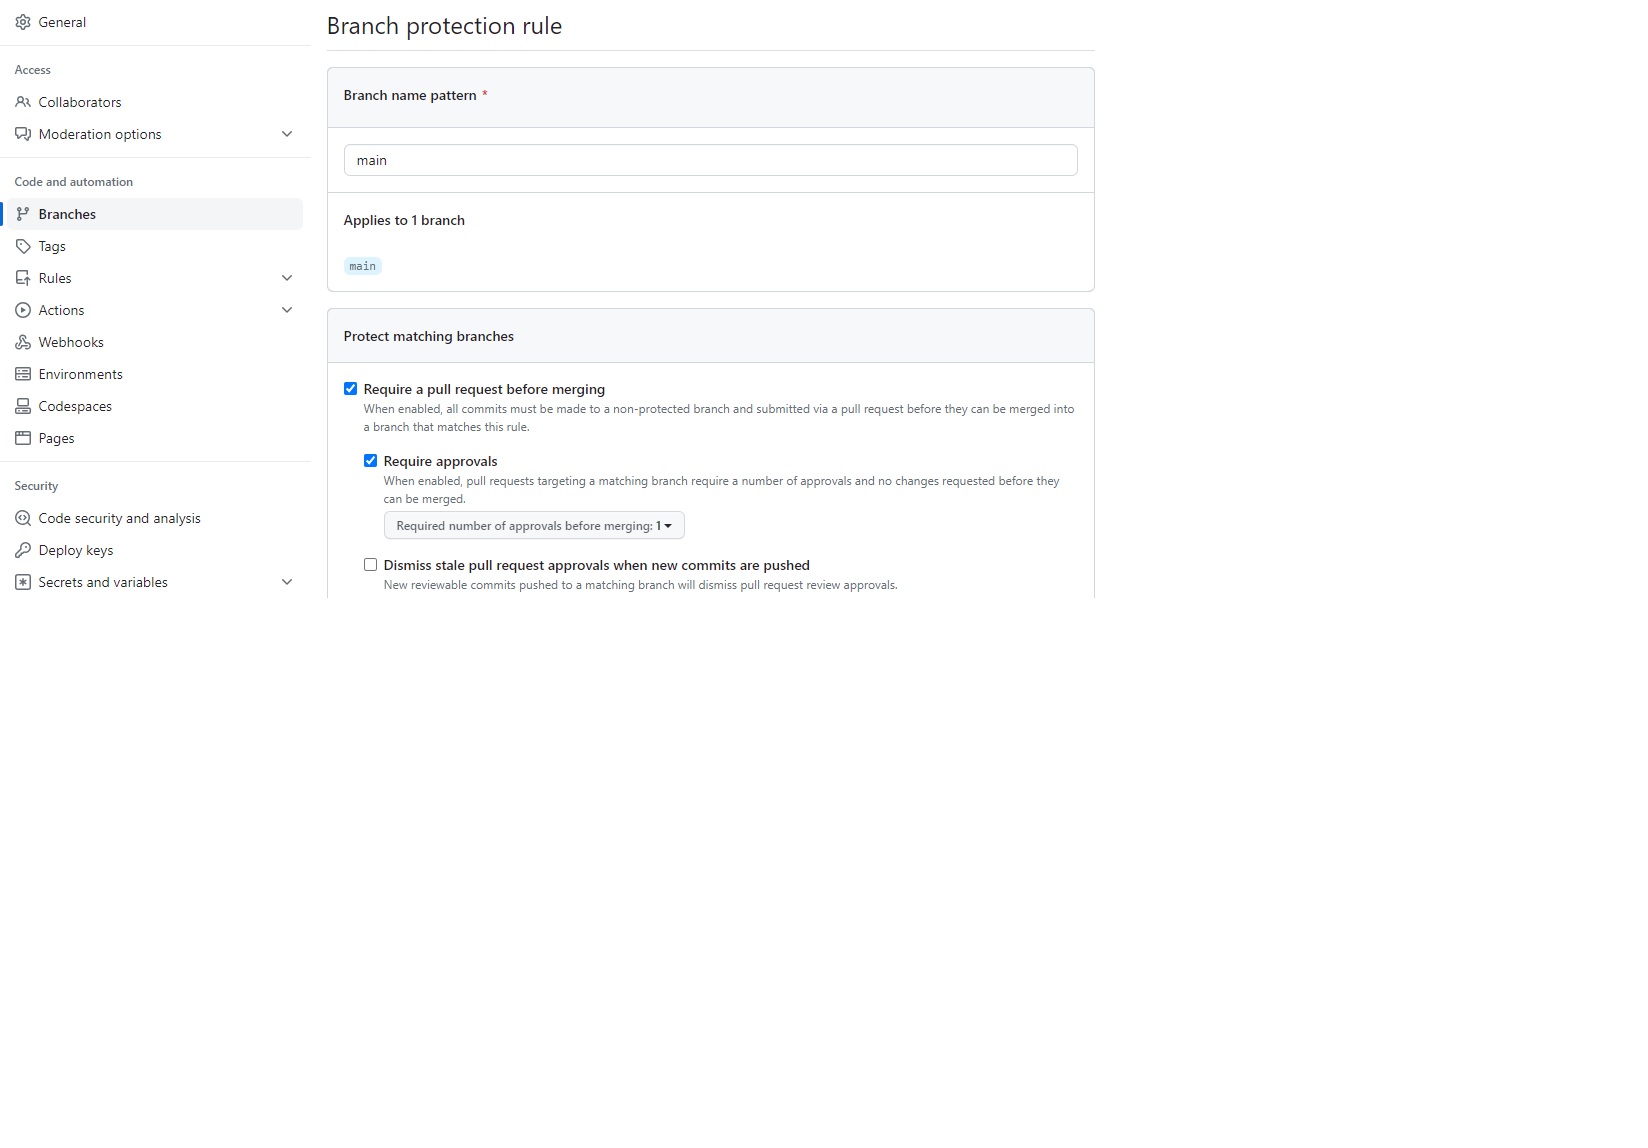 General
Access
Collaborators
Moderation options
Code and automation
Branches
Tags
Rules
Actions
Webhooks
Environments
Codespaces
Pages
Security
Code security and analysis
Deploy keys
Secrets and variables
Branch protection rule
Branch name pattern *
main
Applies to 1 branch
main
Protect matching branches
Require a pull request before merging
When enabled, all commits must be made to a non-protected branch and submitted via a pull request before they can be merged into
a branch that matches this rule.
Require approvals
When enabled, pull requests targeting a matching branch require a number of approvals and no changes requested before they
can be merged.
Required number of approvals before merging: 1
Dismiss stale pull request approvals when new commits are pushed
New reviewable commits pushed to a matching branch will dismiss pull request review approvals.